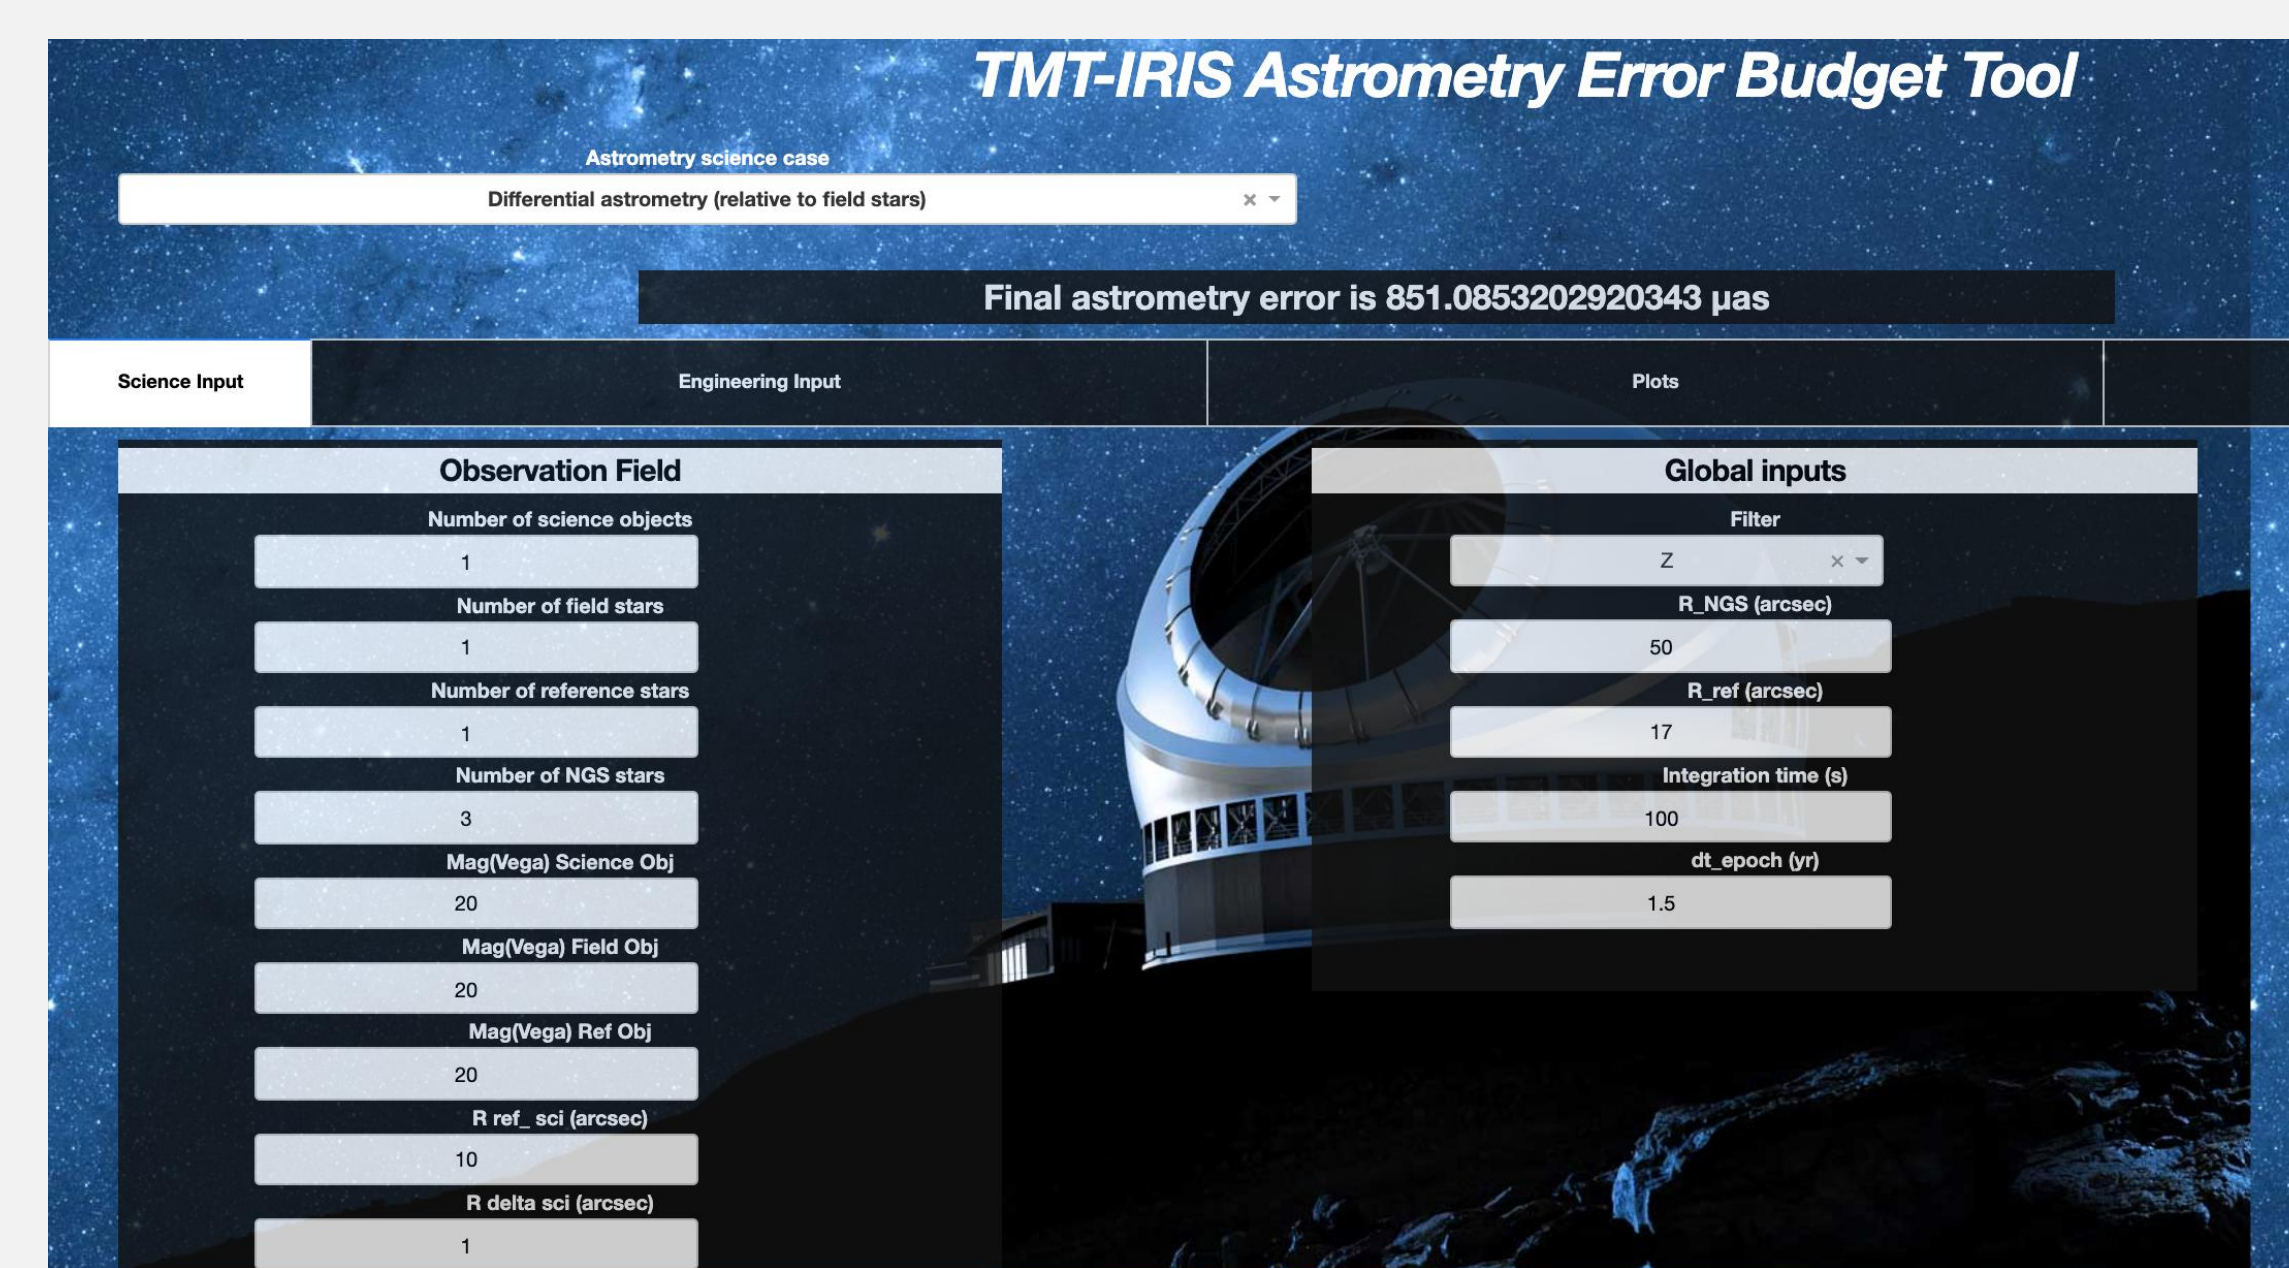 TMT-IRIS Astrometry Error Budget Tool
Astrometry science case
Differential astrometry (relative to field stars)
Final astrometry error is 851.0853202920343 μas
Science Input
Engineering Input
Plots
Observation Field
Number of science objects
1
Number of field stars
1
Number of reference stars
1
Number of NGS stars
3
Mag(Vega) Science Obj
20
Mag(Vega) Field Obj
20
Mag(Vega) Ref Obj
20
R ref_ sci (arcsec)
10
R delta sci (arcsec)
1
Global inputs
Filter
Z
R_NGS (arcsec)
50
R_ref (arcsec)
17
Integration time (s)
100
dt_epoch (yr)
1.5